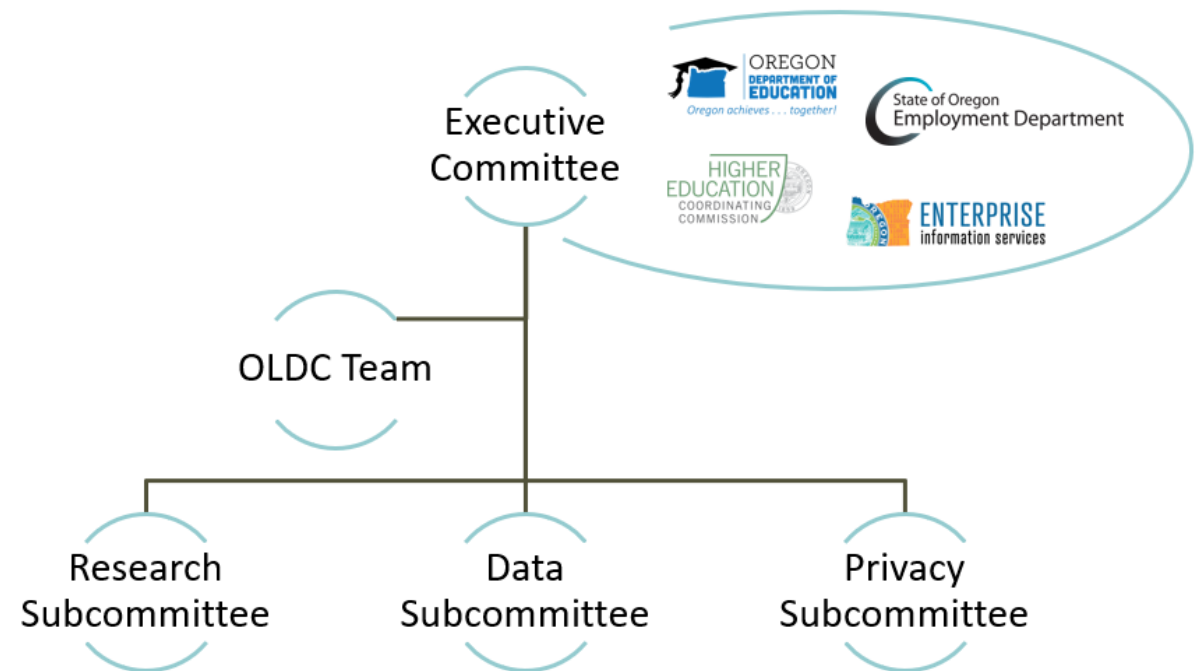 Executive
Committee
OREGON
DEPARTMENT OF
EDUCATION
Oregon achieves . . . together!
State of Oregon
Employment Department
HIGHER
EDUCATION
COORDINATING
COMMISSION
OREGON
ENTERPRISE
information services
OLDC Team
Research
Subcommittee
Data
Subcommittee
Privacy
Subcommittee